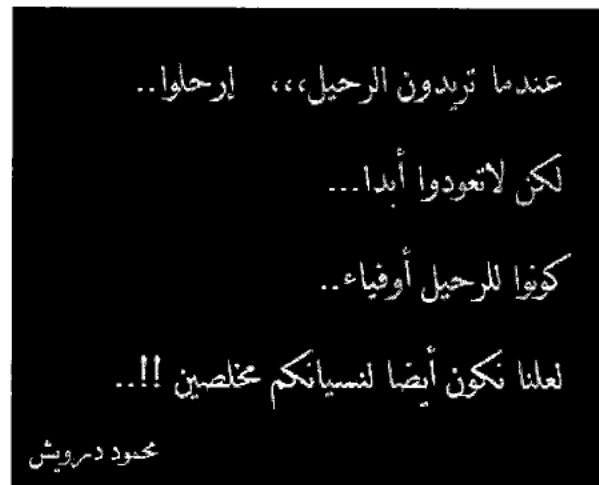 عندما تريدون الرحيل،،، إرحلوا..
لكن لاتعودوا أبدا...
كونوا للرحيل أوفياء..
لعلنا نكون أيضا لنسيانكم مخلصين !!..
محمود درويش